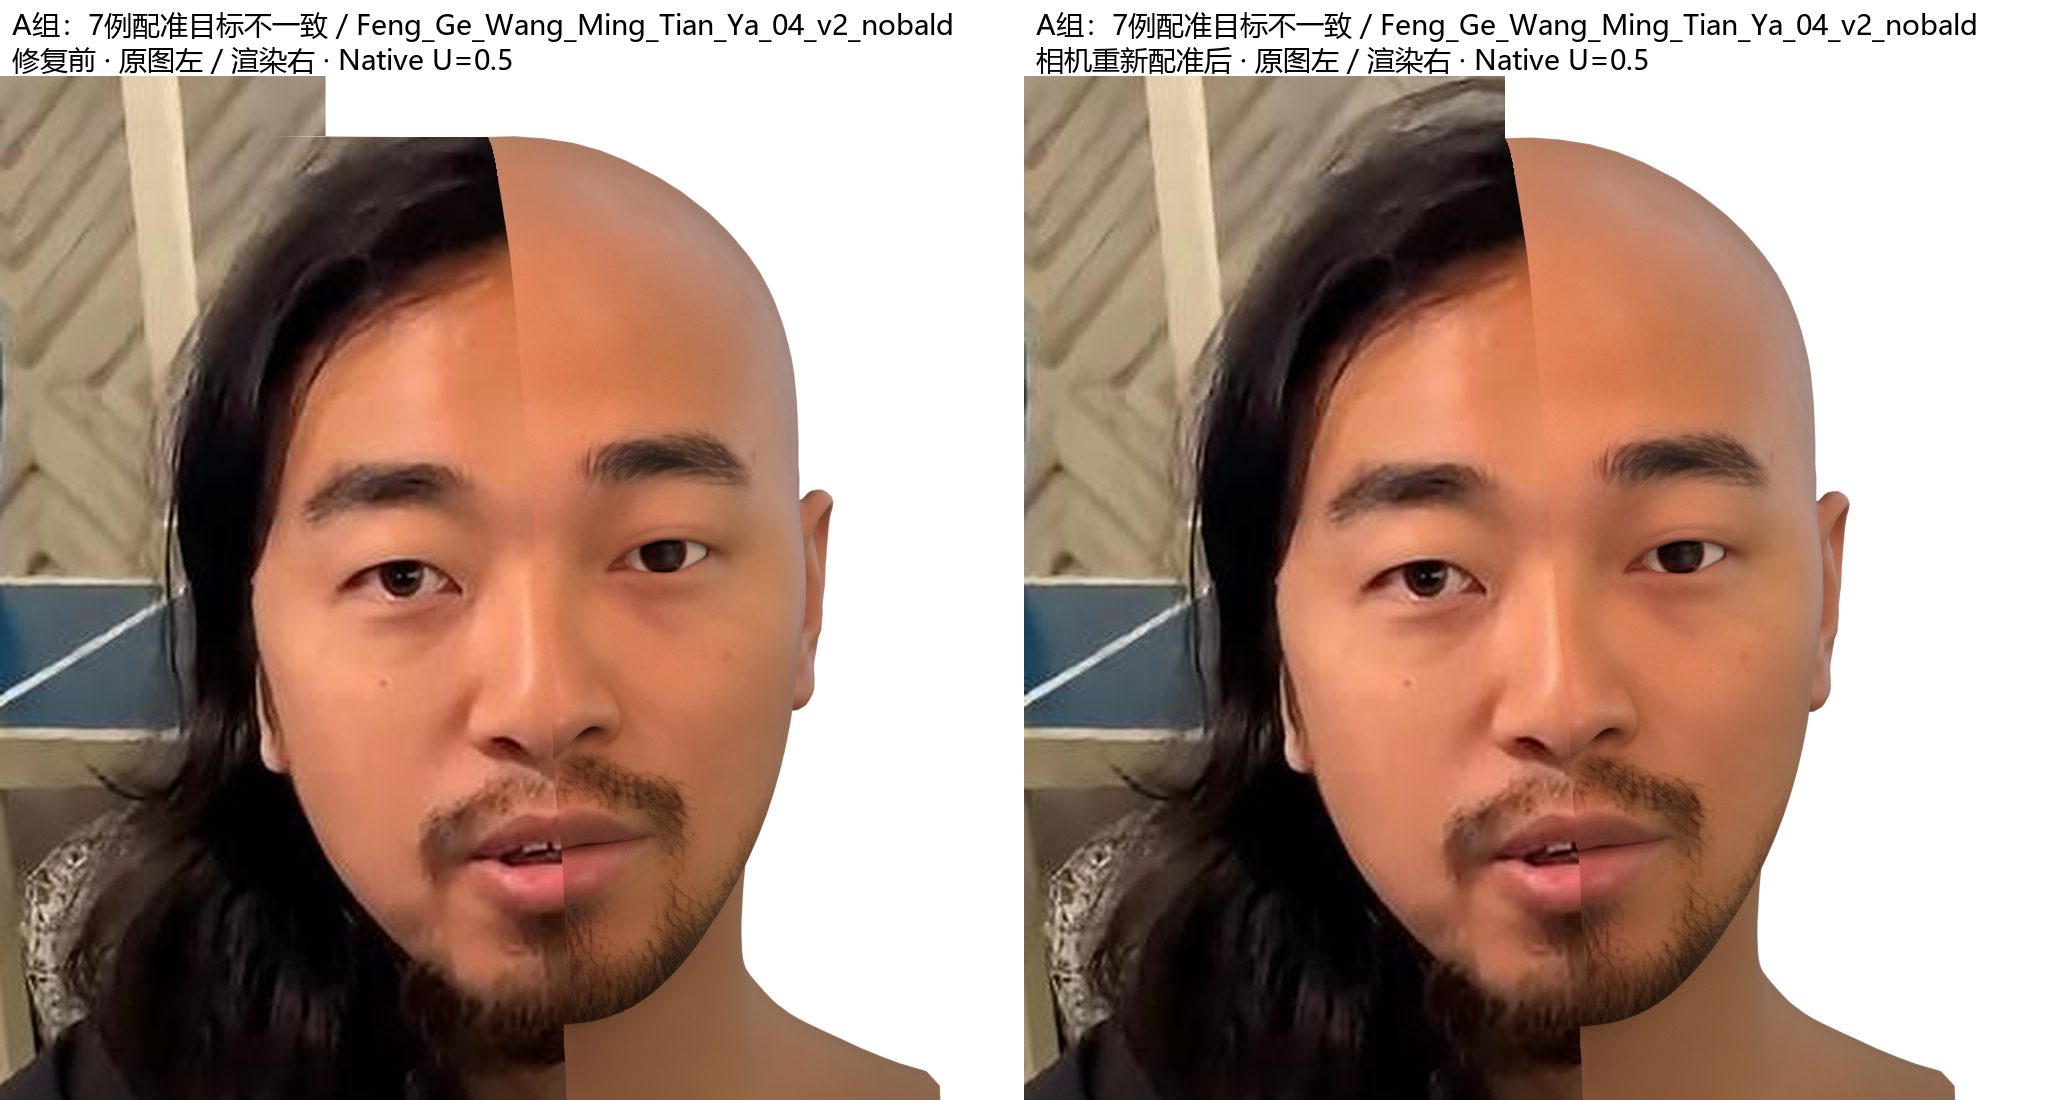 A组：7例配准目标不一致 / Feng_Ge_Wang_Ming_Tian_Ya_04_v2_nobald
修复前 · 原图左 / 渲染右 · Native U=0.5
A组：7例配准目标不一致 / Feng_Ge_Wang_Ming_Tian_Ya_04_v2_nobald
相机重新配准后 · 原图左 / 渲染右 · Native U=0.5